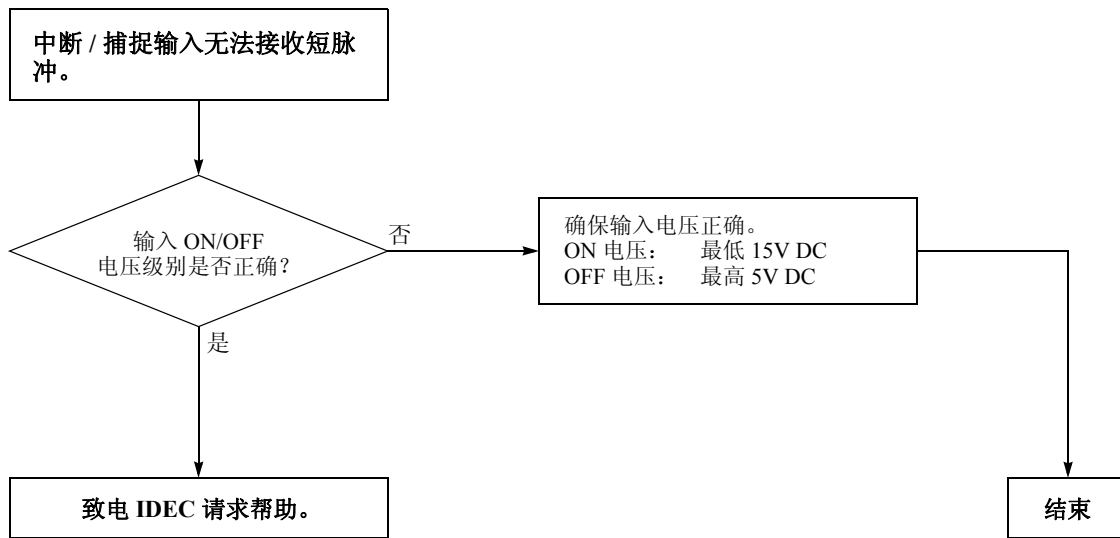 中断 / 捕捉输入无法接收短脉
冲。
输入 ON/OFF
电压级别是否正确？
否
确保输入电压正确。
ON 电压： 最低 15V DC
OFF 电压： 最高 5V DC
是
致电 IDEC 请求帮助。
结束